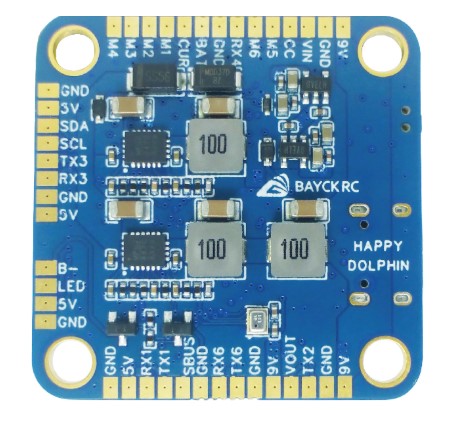 M4
M3
M2
M1
CUR
BAT
GND
RX4
M6
M5
CC
VIN
GND
9V
GND
3V
SDA
SCL
TX3
RX3
GND
5V
100
BAYCKRC
100
100
HAPPY
DOLPHIN
B-
LED
5V
GND
GND
5V
RX1
TX1
SBUS
GND
RX6
TX6
GND
9V
VOUT
TX2
GND
9V